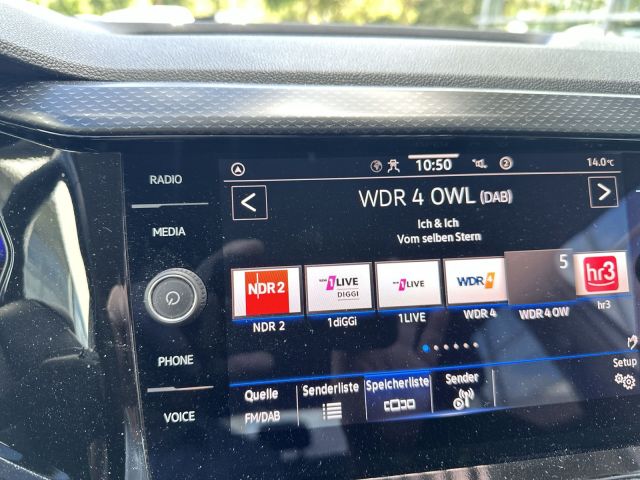 RADIO
MEDIA
PHONE
VOICE
10:50
2
14.0°C
< WDR 4 OWL (DAB) >
Ich & Ich
Vom selben Stern
NDR 2
1LIVE
DIGGI
1LIVE
WDR 4
5
hr3
NDR 2
1diGGi
1LIVE
WDR 4
WDR 4 OW
hr3
Setup
Quelle
FM/DAB
Senderliste
Speicherliste
Sender